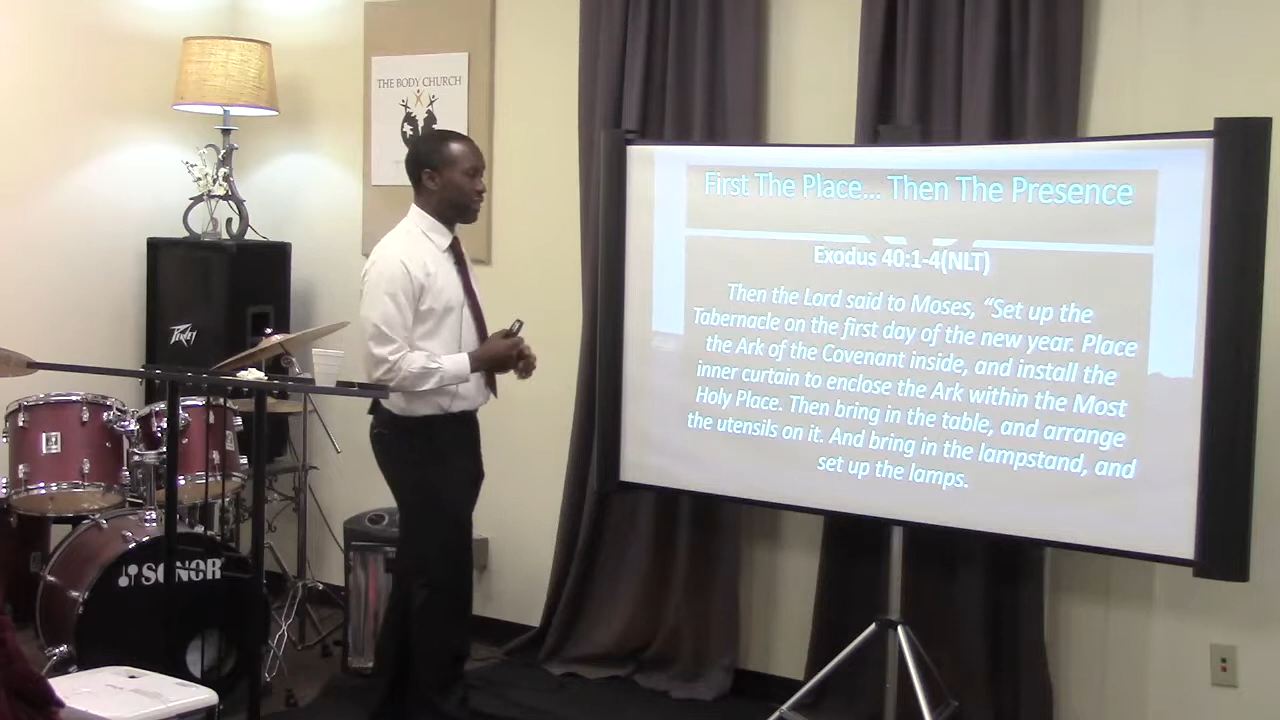 THE BODY CHURCH
First The Place... Then The Presence
Exodus 40:1-4(NLT)
Then the Lord said to Moses, “Set up the
Tabernacle on the first day of the new year. Place
the Ark of the Covenant inside, and install the
inner curtain to enclose the Ark within the Most
Holy Place. Then bring in the table, and arrange
the utensils on it. And bring in the lampstand, and
set up the lamps.
Peavey
SONOR